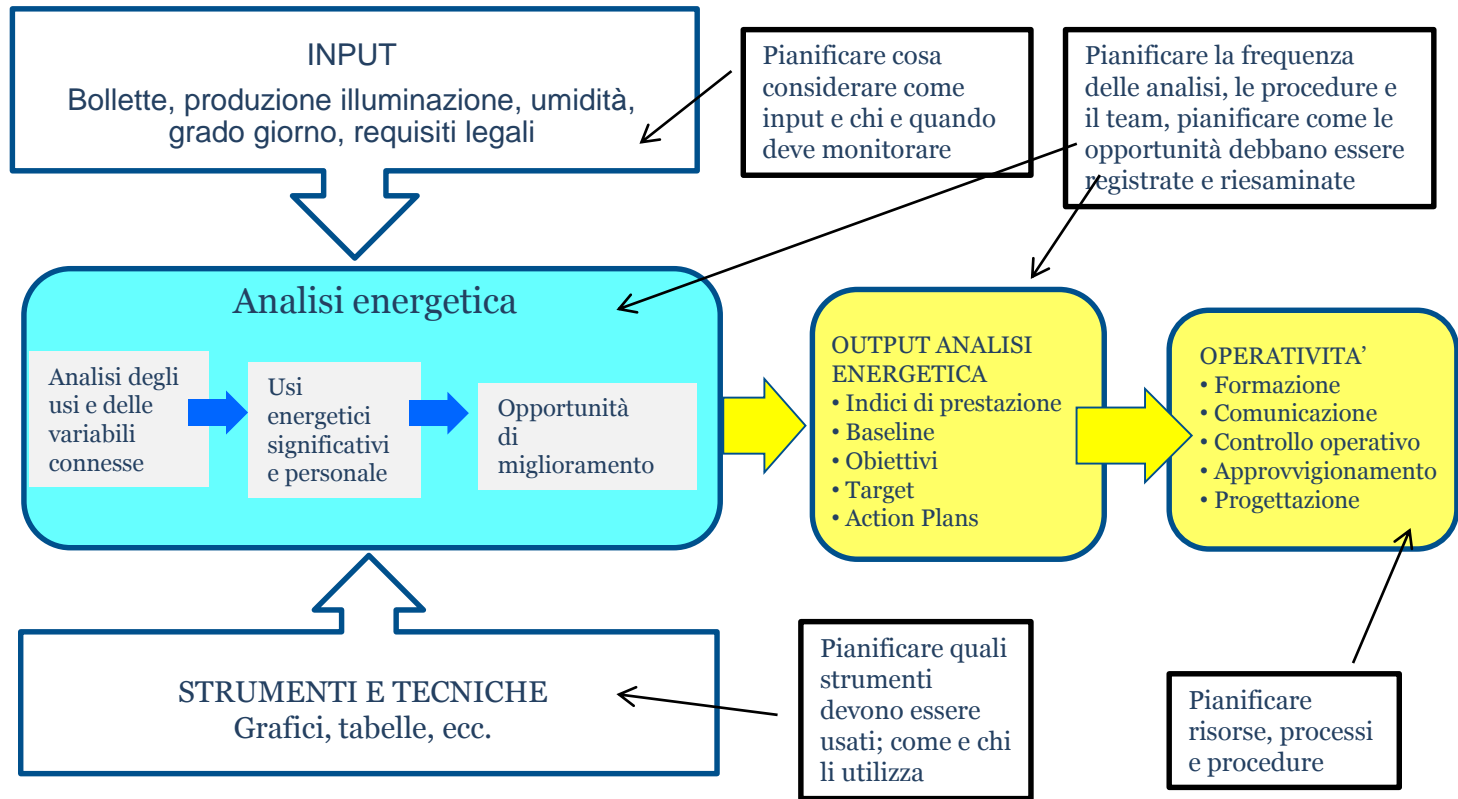 INPUT
Bollette, produzione illuminazione, umidità,
grado giorno, requisiti legali
Pianificare cosa
considerare come
input e chi e quando
deve monitorare
Pianificare la frequenza
delle analisi, le procedure e
il team, pianificare come le
opportunità debbano essere
registrate e riesaminate
Analisi energetica
Analisi degli
usi e delle
variabili
connesse
Usi
energetici
significativi
e personale
Opportunità
di
miglioramento
OUTPUT ANALISI
ENERGETICA
• Indici di prestazione
• Baseline
• Obiettivi
• Target
• Action Plans
OPERATIVITA’
• Formazione
• Comunicazione
• Controllo operativo
• Approvvigionamento
• Progettazione
STRUMENTI E TECNICHE
Grafici, tabelle, ecc.
Pianificare quali
strumenti
devono essere
usati; come e chi
li utilizza
Pianificare
risorse, processi
e procedure